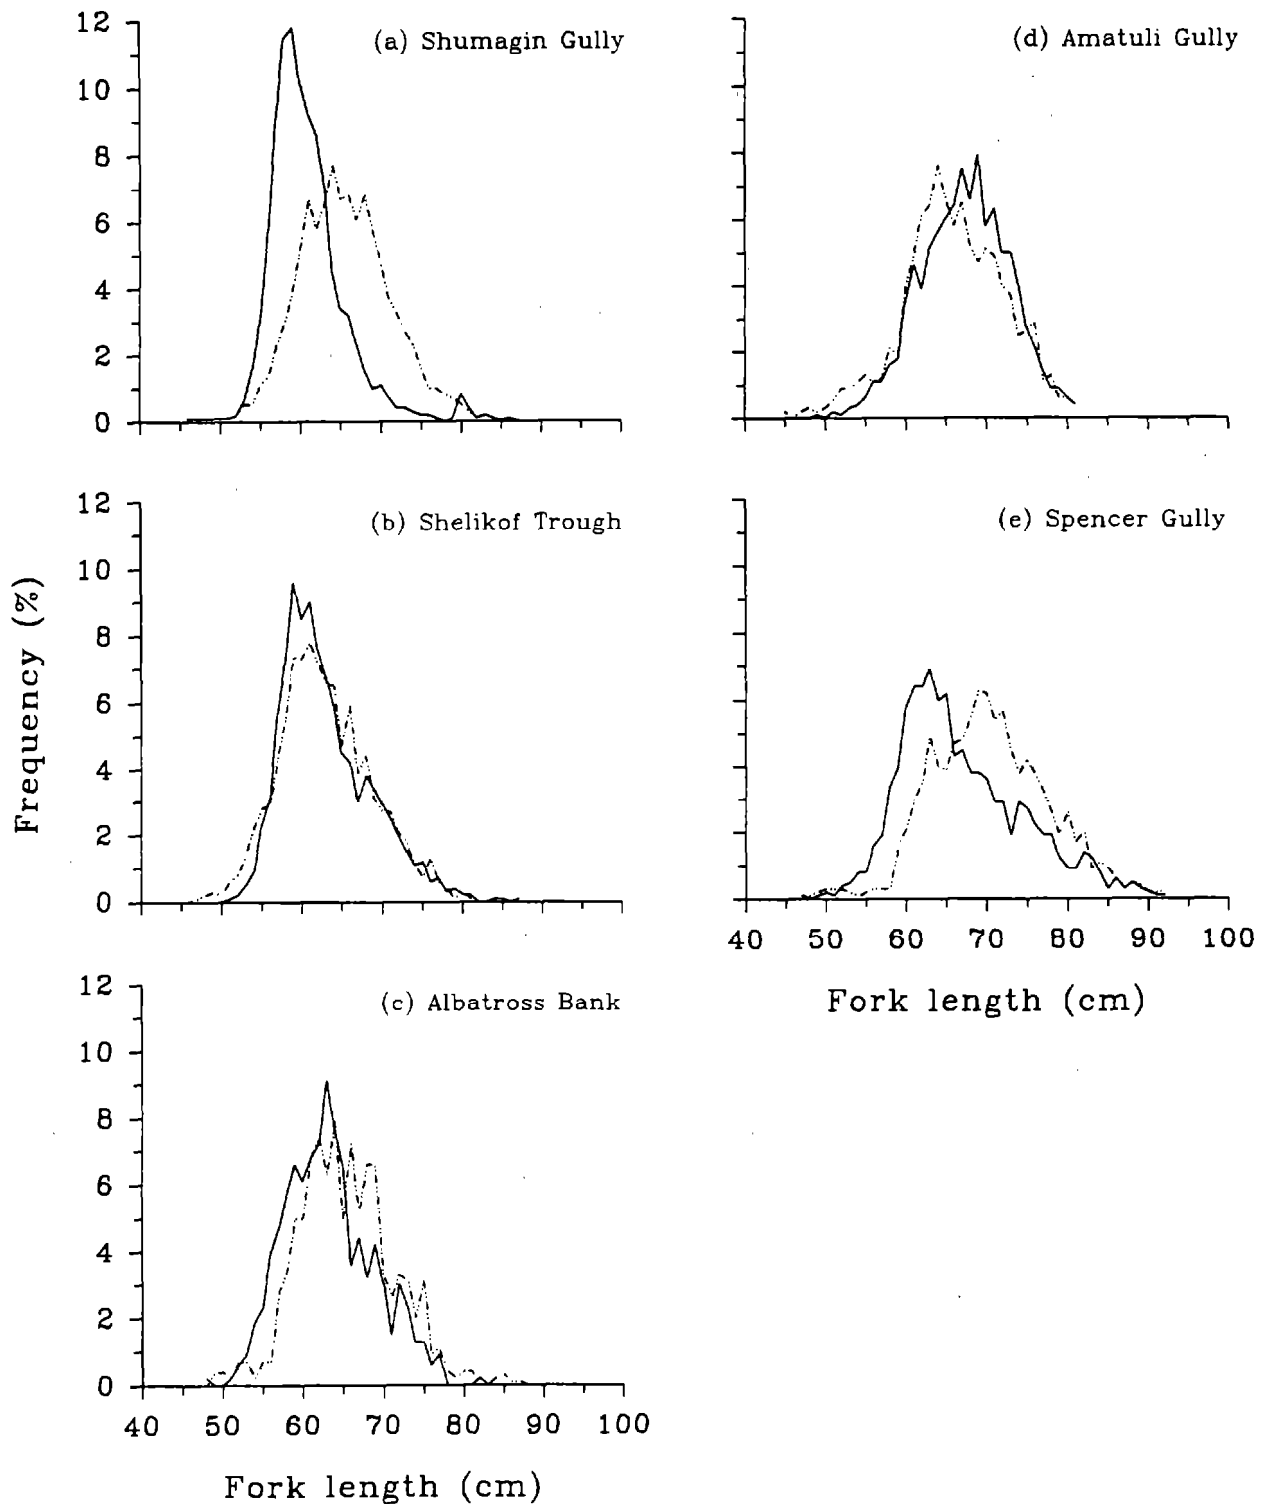 (a) Shumagin Gully
12
10
8
6
4
2
0
(d) Amatuli Gully
(b) Shelikof Trough
12
10
8
6
4
2
0
Frequency (%)
(e) Spencer Gully
40 50 60 70 80 90 100
Fork length (cm)
(c) Albatross Bank
12
10
8
6
4
2
0
40 50 60 70 80 90 100
Fork length (cm)